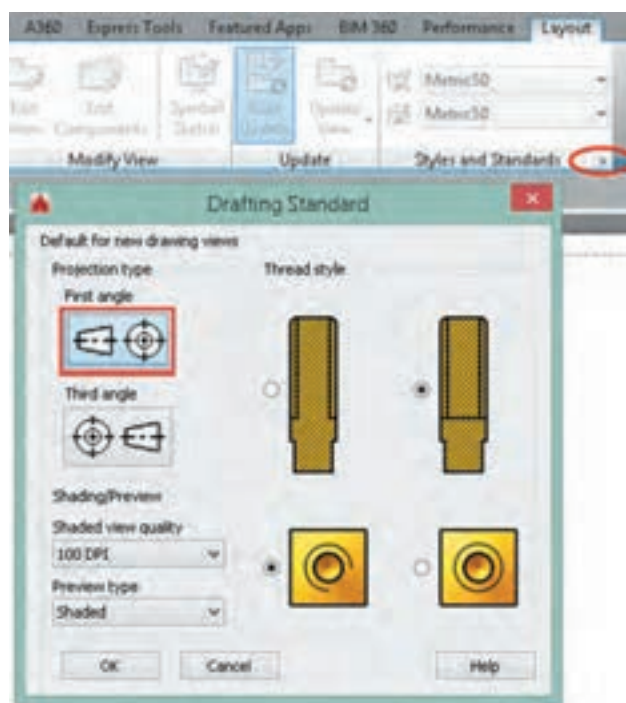 A360 Express Tools Featured Apps BIM 360 Performance Layout
Edit Components
Symbol Sketch
Update View
Metric50
Metric50
Modify View Update Styles and Standards
Drafting Standard
Default for new drawing views
Projection type
First angle
Third angle
Thread style
Shading/Preview
Shaded view quality
100 DPI
Preview type
Shaded
OK Cancel Help